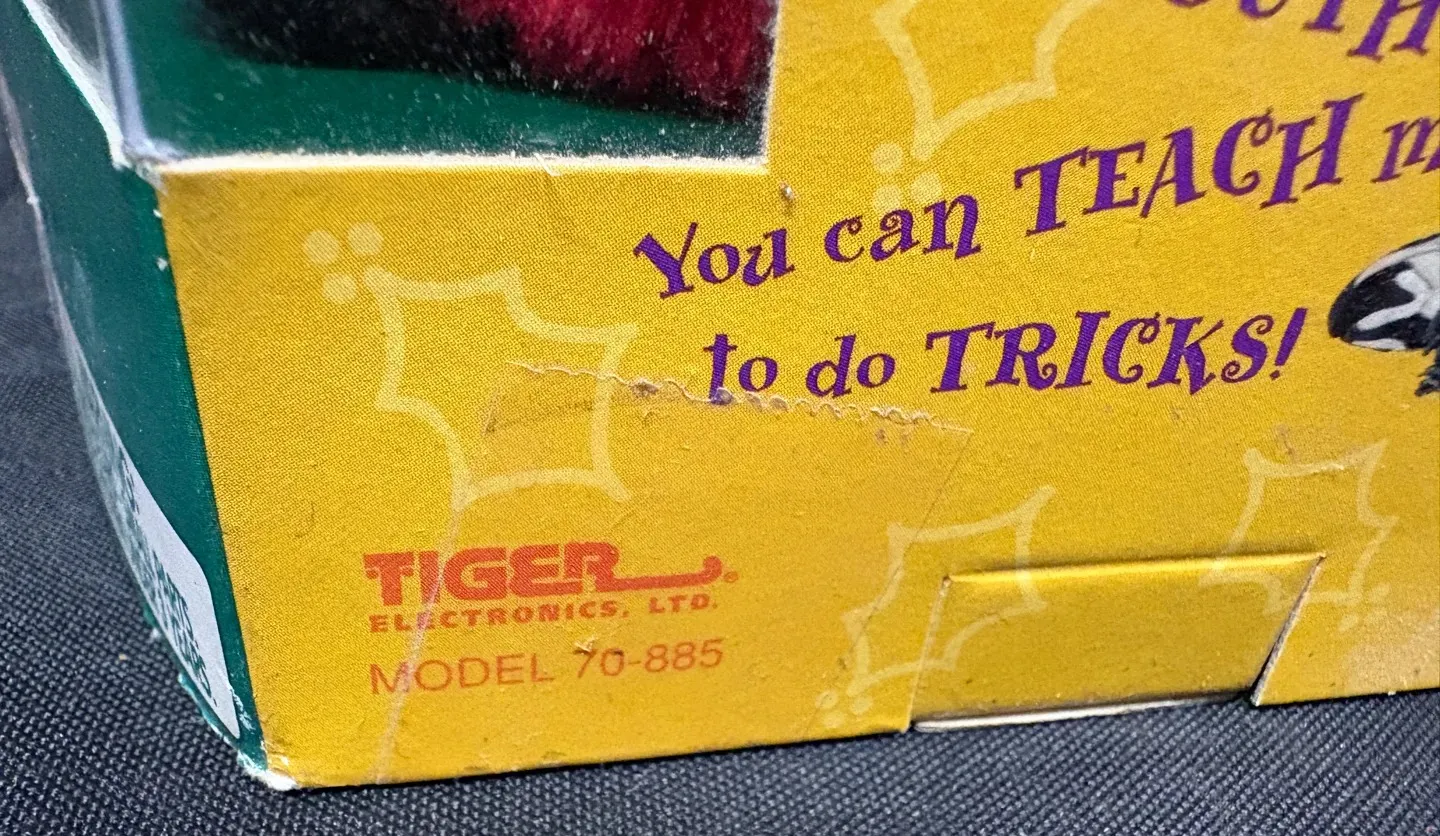 You can TEACH
to do TRICKS!
TIGER®
ELECTRONICS, LTD.
MODEL 70-885